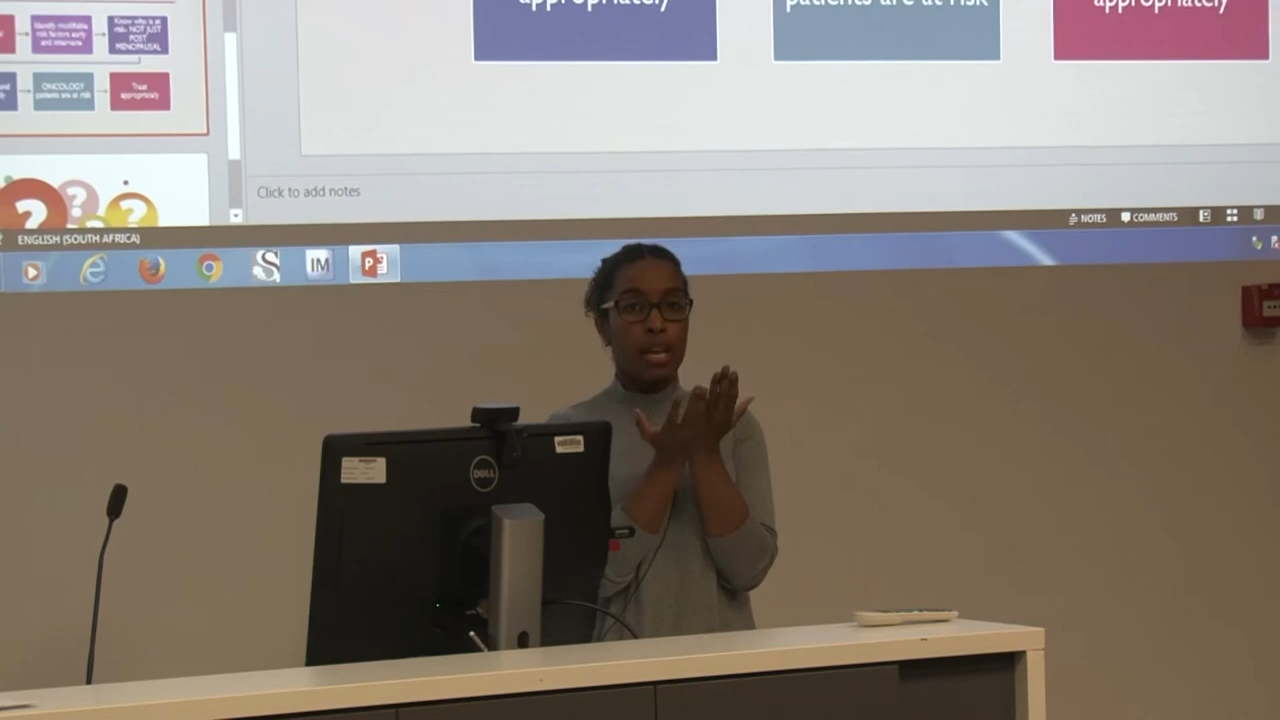 appropriately
patients are at risk
appropriately
Identify modifiable
risk factors early
and intervene
Know who is at
risk. NOT JUST
POST
MENOPAUSAL
ONCOLOGY
patients are at risk
Treat
appropriately
? ? ?
Click to add notes
NOTES
COMMENTS
ENGLISH (SOUTH AFRICA)
S
IM
P
DELL